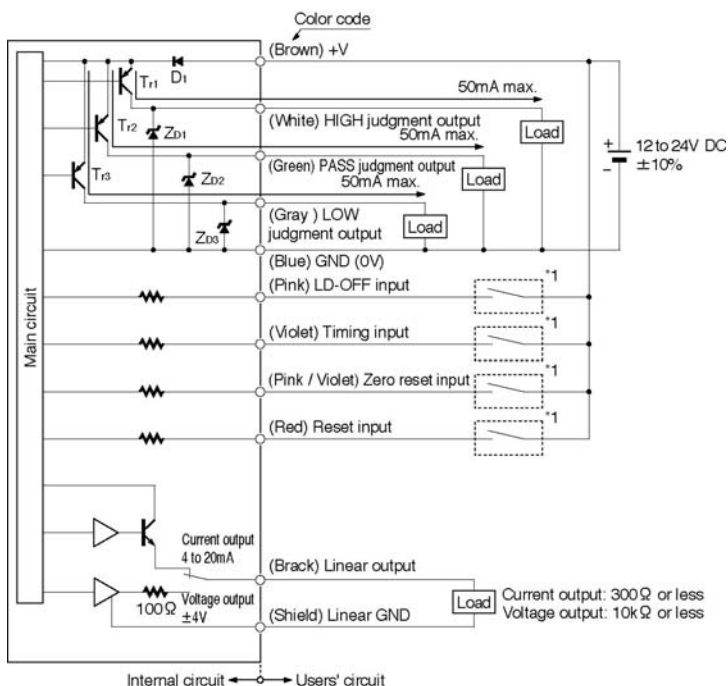 Color code
(Brown) +V
D1
Tr1
50mA max.
(White) HIGH judgment output
ZD1
Load
Tr2
50mA max.
12 to 24V DC
±10%
+
−
(Green) PASS judgment output
ZD2
Load
Tr3
50mA max.
(Gray ) LOW
judgment output
ZD3
Load
(Blue) GND (0V)
Main circuit
(Pink) LD-OFF input
*1
(Violet) Timing input
*1
(Pink / Violet) Zero reset input
*1
(Red) Reset input
*1
Current output
4 to 20mA
(Brack) Linear output
100Ω
Voltage output
±4V
Load
Current output: 300Ω or less
Voltage output: 10kΩ or less
(Shield) Linear GND
Internal circuit
Users' circuit